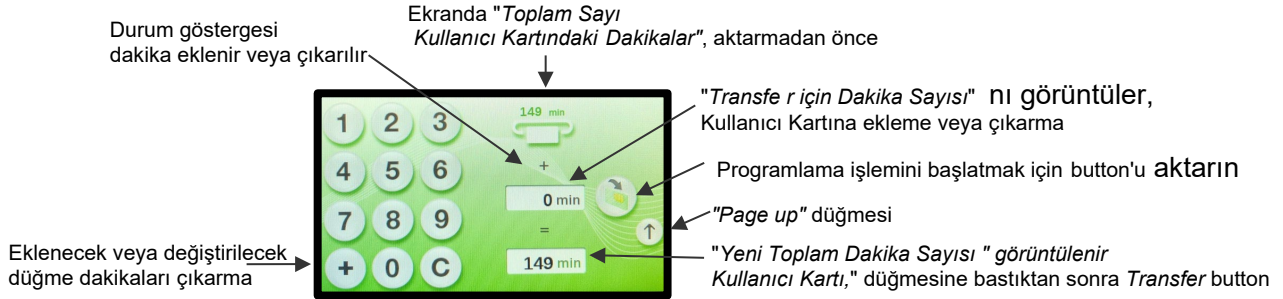 Durum göstergesi
dakika eklenir veya çıkarılır
Ekranda "Toplam Sayı
Kullanıcı Kartındaki Dakikalar", aktarmadan önce
"Transfe r için Dakika Sayısı" nı görüntüler,
Kullanıcı Kartına ekleme veya çıkarma
Programlama işlemini başlatmak için button'u aktarın
"Page up" düğmesi
Eklenecek veya değiştirilecek
düğme dakikaları çıkarma
"Yeni Toplam Dakika Sayısı " görüntülenir
Kullanıcı Kartı," düğmesine bastıktan sonra Transfer button
1 2 3
4 5 6
7 8 9
+ 0 C
149 min
+
0 min
=
149 min
↑